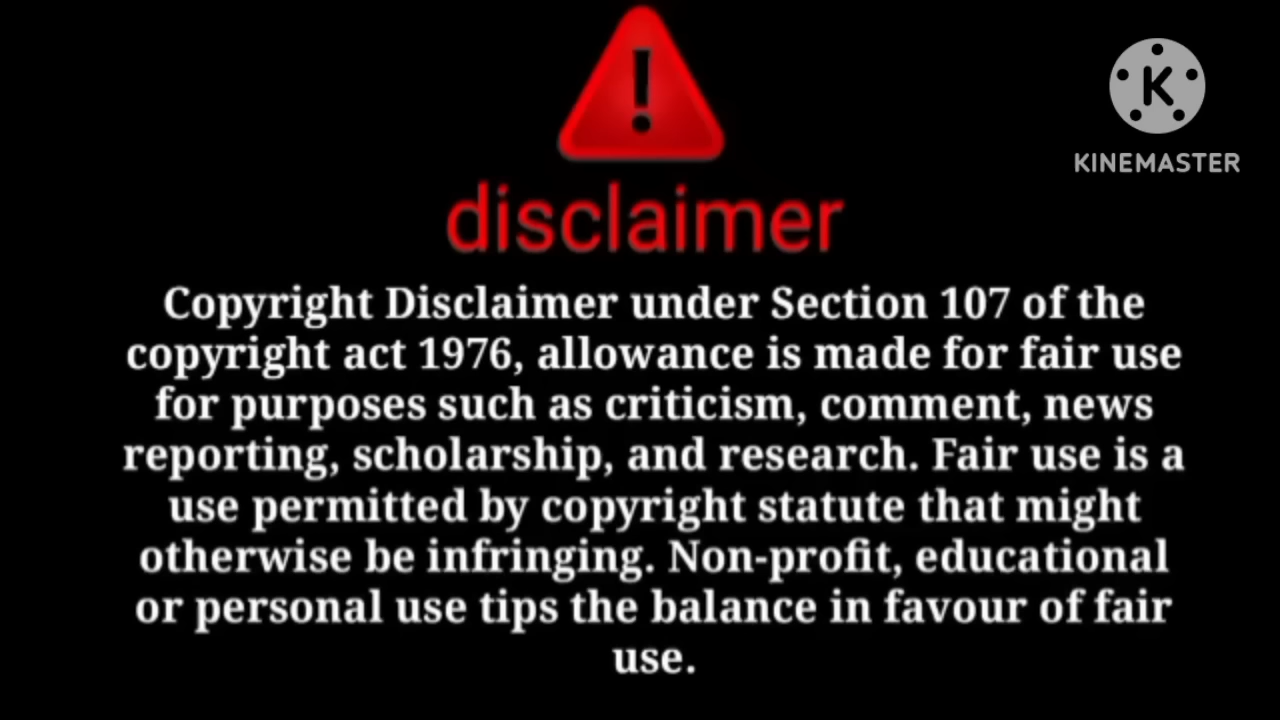 !
K
KINEMASTER
disclaimer
Copyright Disclaimer under Section 107 of the
copyright act 1976, allowance is made for fair use
for purposes such as criticism, comment, news
reporting, scholarship, and research. Fair use is a
use permitted by copyright statute that might
otherwise be infringing. Non-profit, educational
or personal use tips the balance in favour of fair
use.